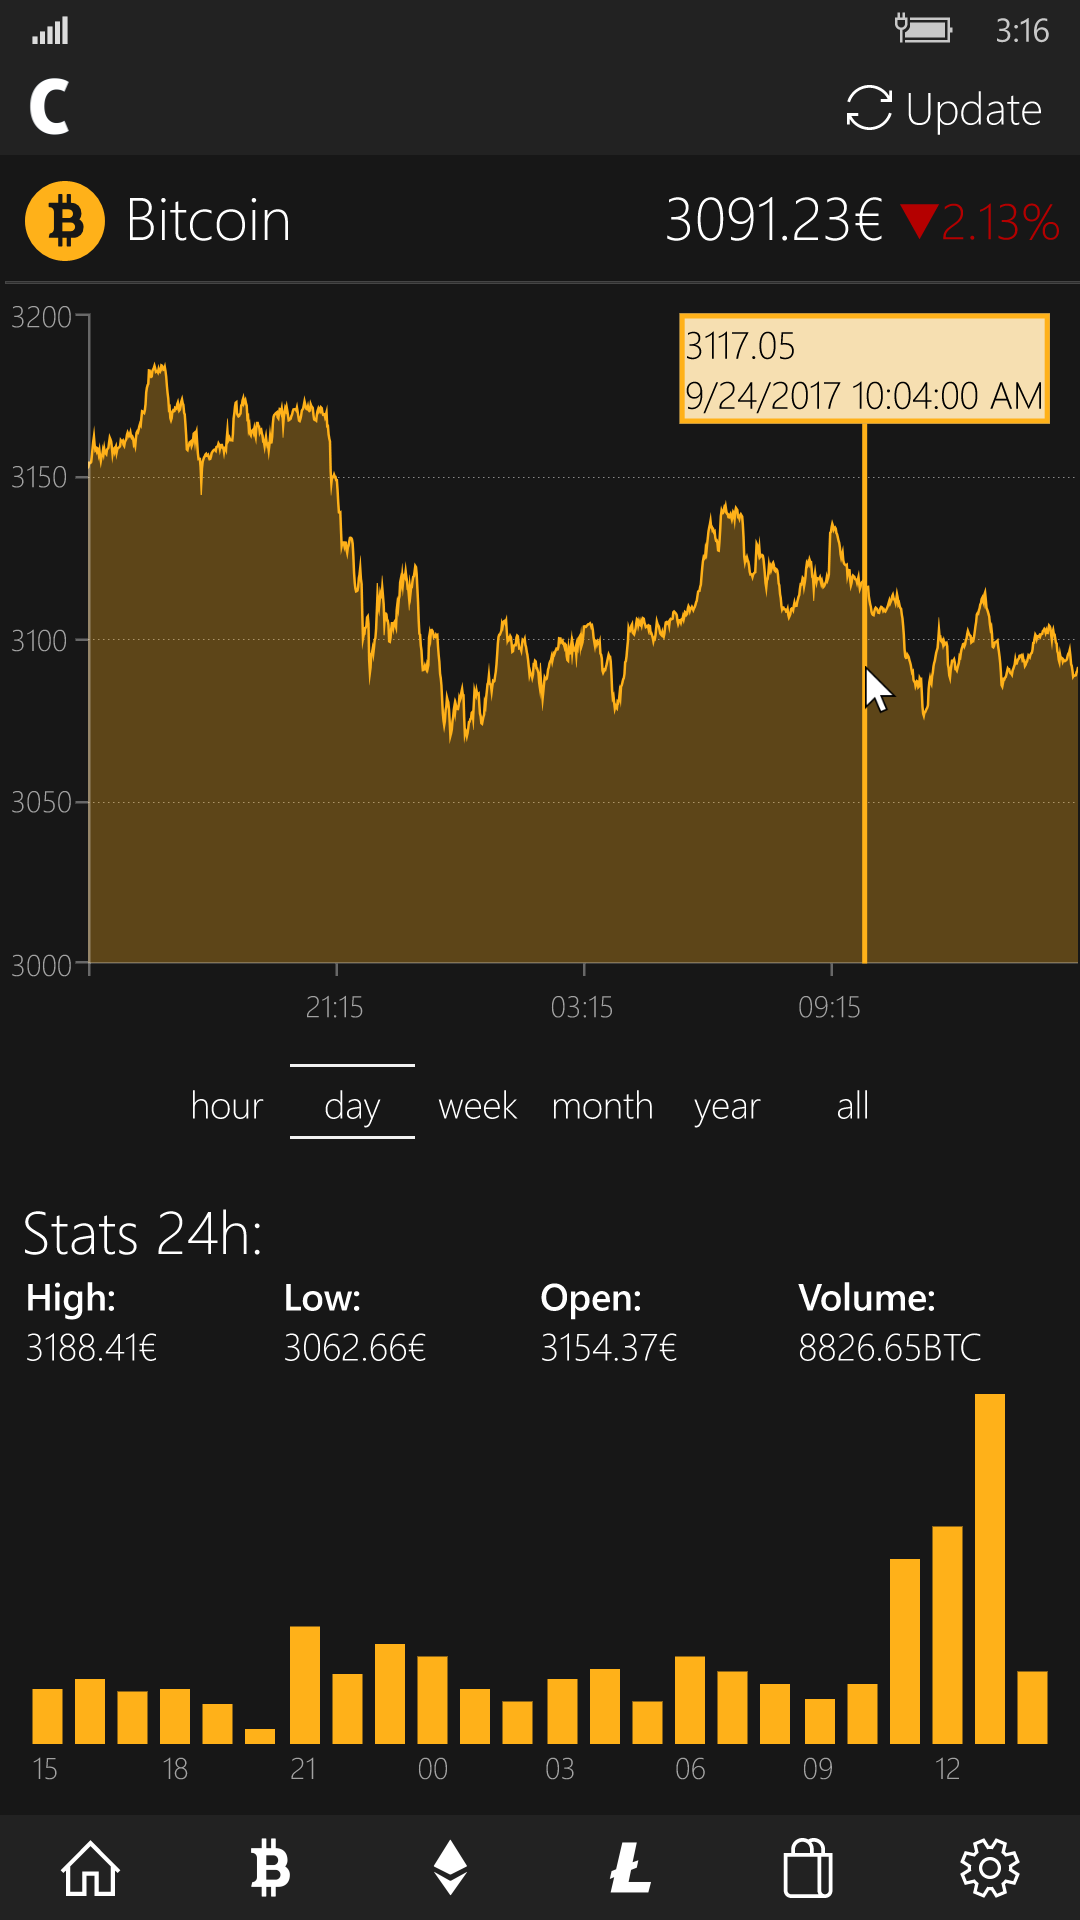 3:16
C
Update
Bitcoin 3091.23€ ▼2.13%
3200
3117.05
9/24/2017 10:04:00 AM
3150
3100
3050
3000
21:15 03:15 09:15
hour day week month year all
Stats 24h:
High: Low: Open: Volume:
3188.41€ 3062.66€ 3154.37€ 8826.65BTC
15 18 21 00 03 06 09 12